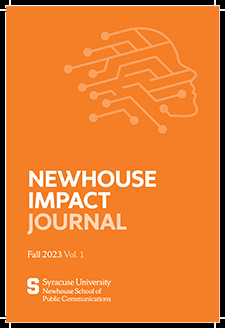 NEWHOUSE
IMPACT
JOURNAL
Fall 2023 Vol. 1
S Syracuse University
Newhouse School of
Public Communications